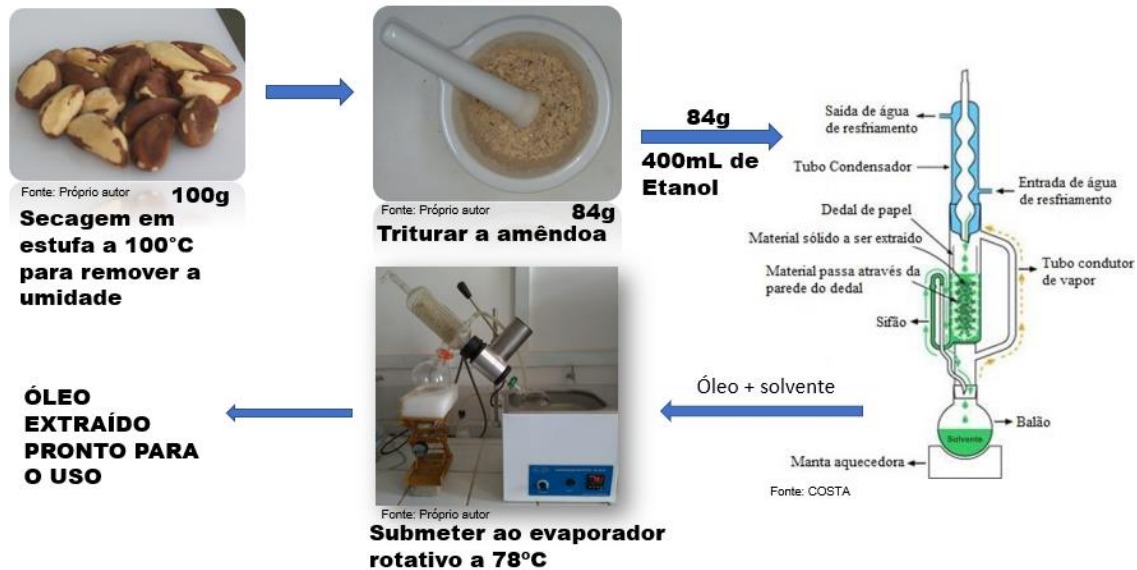 Fonte: Próprio autor
100g
Secagem em
estufa a 100°C
para remover a
umidade
Fonte: Próprio autor
84g
Triturar a amêndoa
84g
400mL de
Etanol
Saída de água
de resfriamento
Tubo Condensador
Entrada de água
de resfriamento
Dedal de papel
Material sólido a ser extraído
Material passa através da
parede do dedal
Tubo condutor
de vapor
Sifão
Solvente
Balão
Manta aquecedora
Fonte: COSTA
Óleo + solvente
Fonte: Próprio autor
Submeter ao evaporador
rotativo a 78ºC
ÓLEO
EXTRAÍDO
PRONTO PARA
O USO